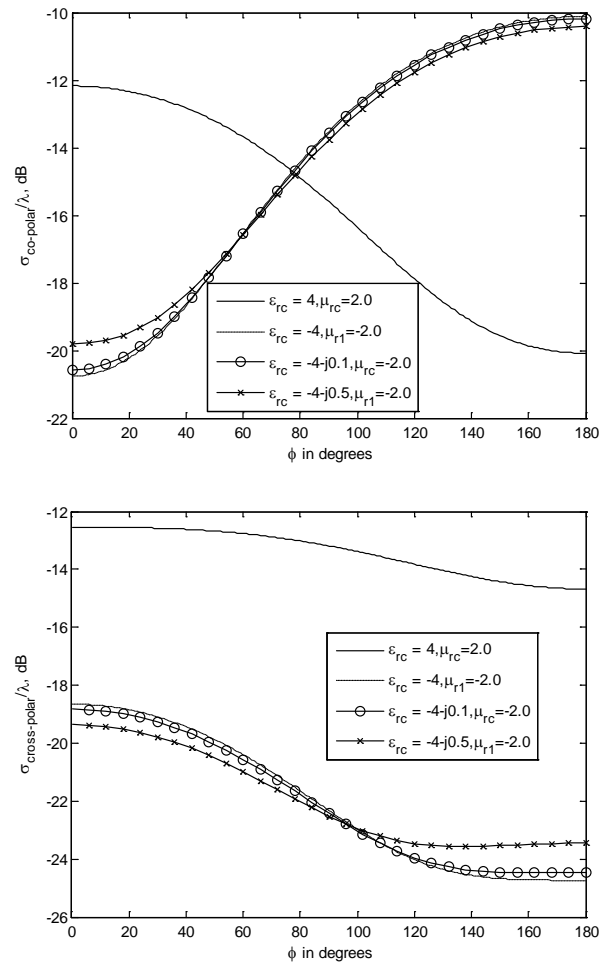 -10
-12
-14
-16
-18
-20
-22
σco-polar/λ, dB
εrc = 4,μrc=2.0
εrc = -4,μr1=-2.0
εrc = -4-j0.1,μrc=-2.0
εrc = -4-j0.5,μr1=-2.0
0 20 40 60 80 100 120 140 160 180
ϕ in degrees
-12
-14
-16
-18
-20
-22
-24
-26
σcross-polar/λ, dB
εrc = 4,μrc=2.0
εrc = -4,μr1=-2.0
εrc = -4-j0.1,μrc=-2.0
εrc = -4-j0.5,μr1=-2.0
0 20 40 60 80 100 120 140 160 180
ϕ in degrees